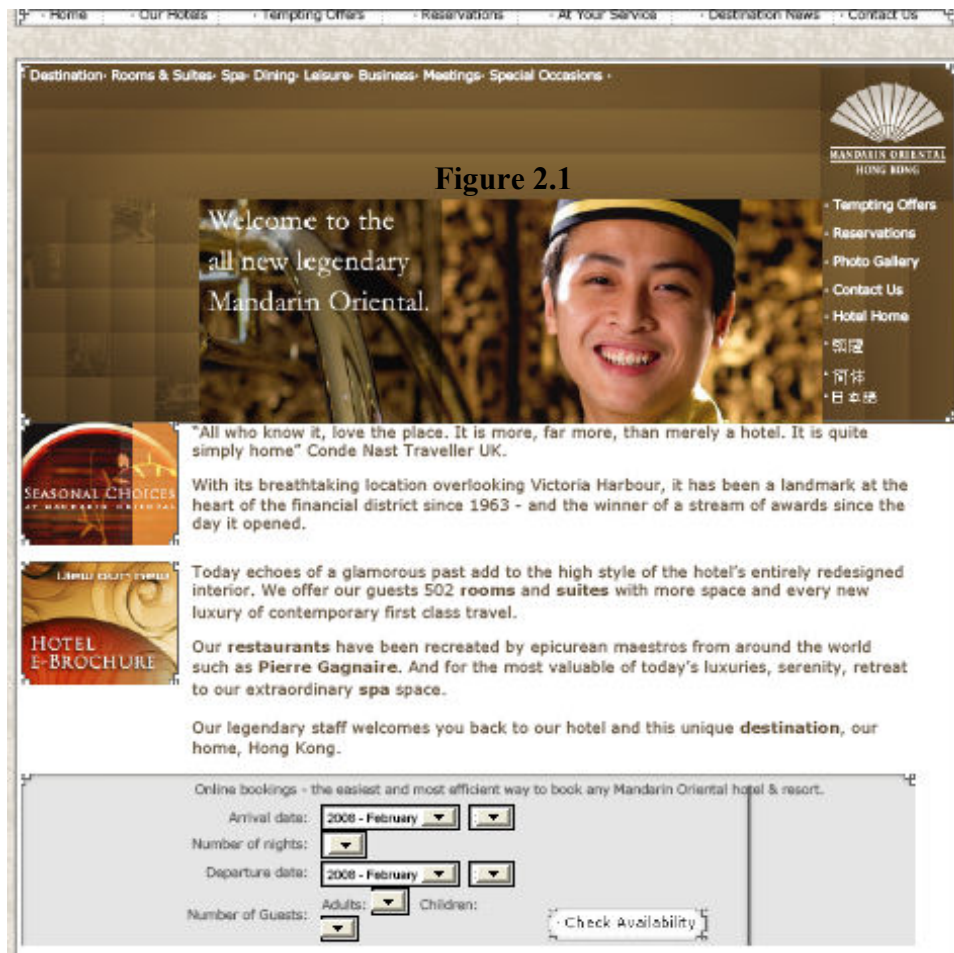 · Home · Our Hotels · Tempting Offers · Reservations · At Your Service · Destination News · Contact Us
Destination· Rooms & Suites· Spa· Dining· Leisure· Business· Meetings· Special Occasions ·
MANDARIN ORIENTAL
HONG KONG
Figure 2.1
Welcome to the
all new legendary
Mandarin Oriental.
· Tempting Offers
· Reservations
· Photo Gallery
· Contact Us
· Hotel Home
· 简体
· 日本語
SEASONAL CHOICES
AT MANDARIN ORIENTAL
"All who know it, love the place. It is more, far more, than merely a hotel. It is quite
simply home" Conde Nast Traveller UK.
With its breathtaking location overlooking Victoria Harbour, it has been a landmark at the
heart of the financial district since 1963 - and the winner of a stream of awards since the
day it opened.
View our new
HOTEL
E-BROCHURE
Today echoes of a glamorous past add to the high style of the hotel's entirely redesigned
interior. We offer our guests 502 rooms and suites with more space and every new
luxury of contemporary first class travel.
Our restaurants have been recreated by epicurean maestros from around the world
such as Pierre Gagnaire. And for the most valuable of today's luxuries, serenity, retreat
to our extraordinary spa space.
Our legendary staff welcomes you back to our hotel and this unique destination, our
home, Hong Kong.
Online bookings - the easiest and most efficient way to book any Mandarin Oriental hotel & resort.
Arrival date: 2008 - February
Number of nights:
Departure date: 2008 - February
Number of Guests: Adults: Children:
· Check Availability